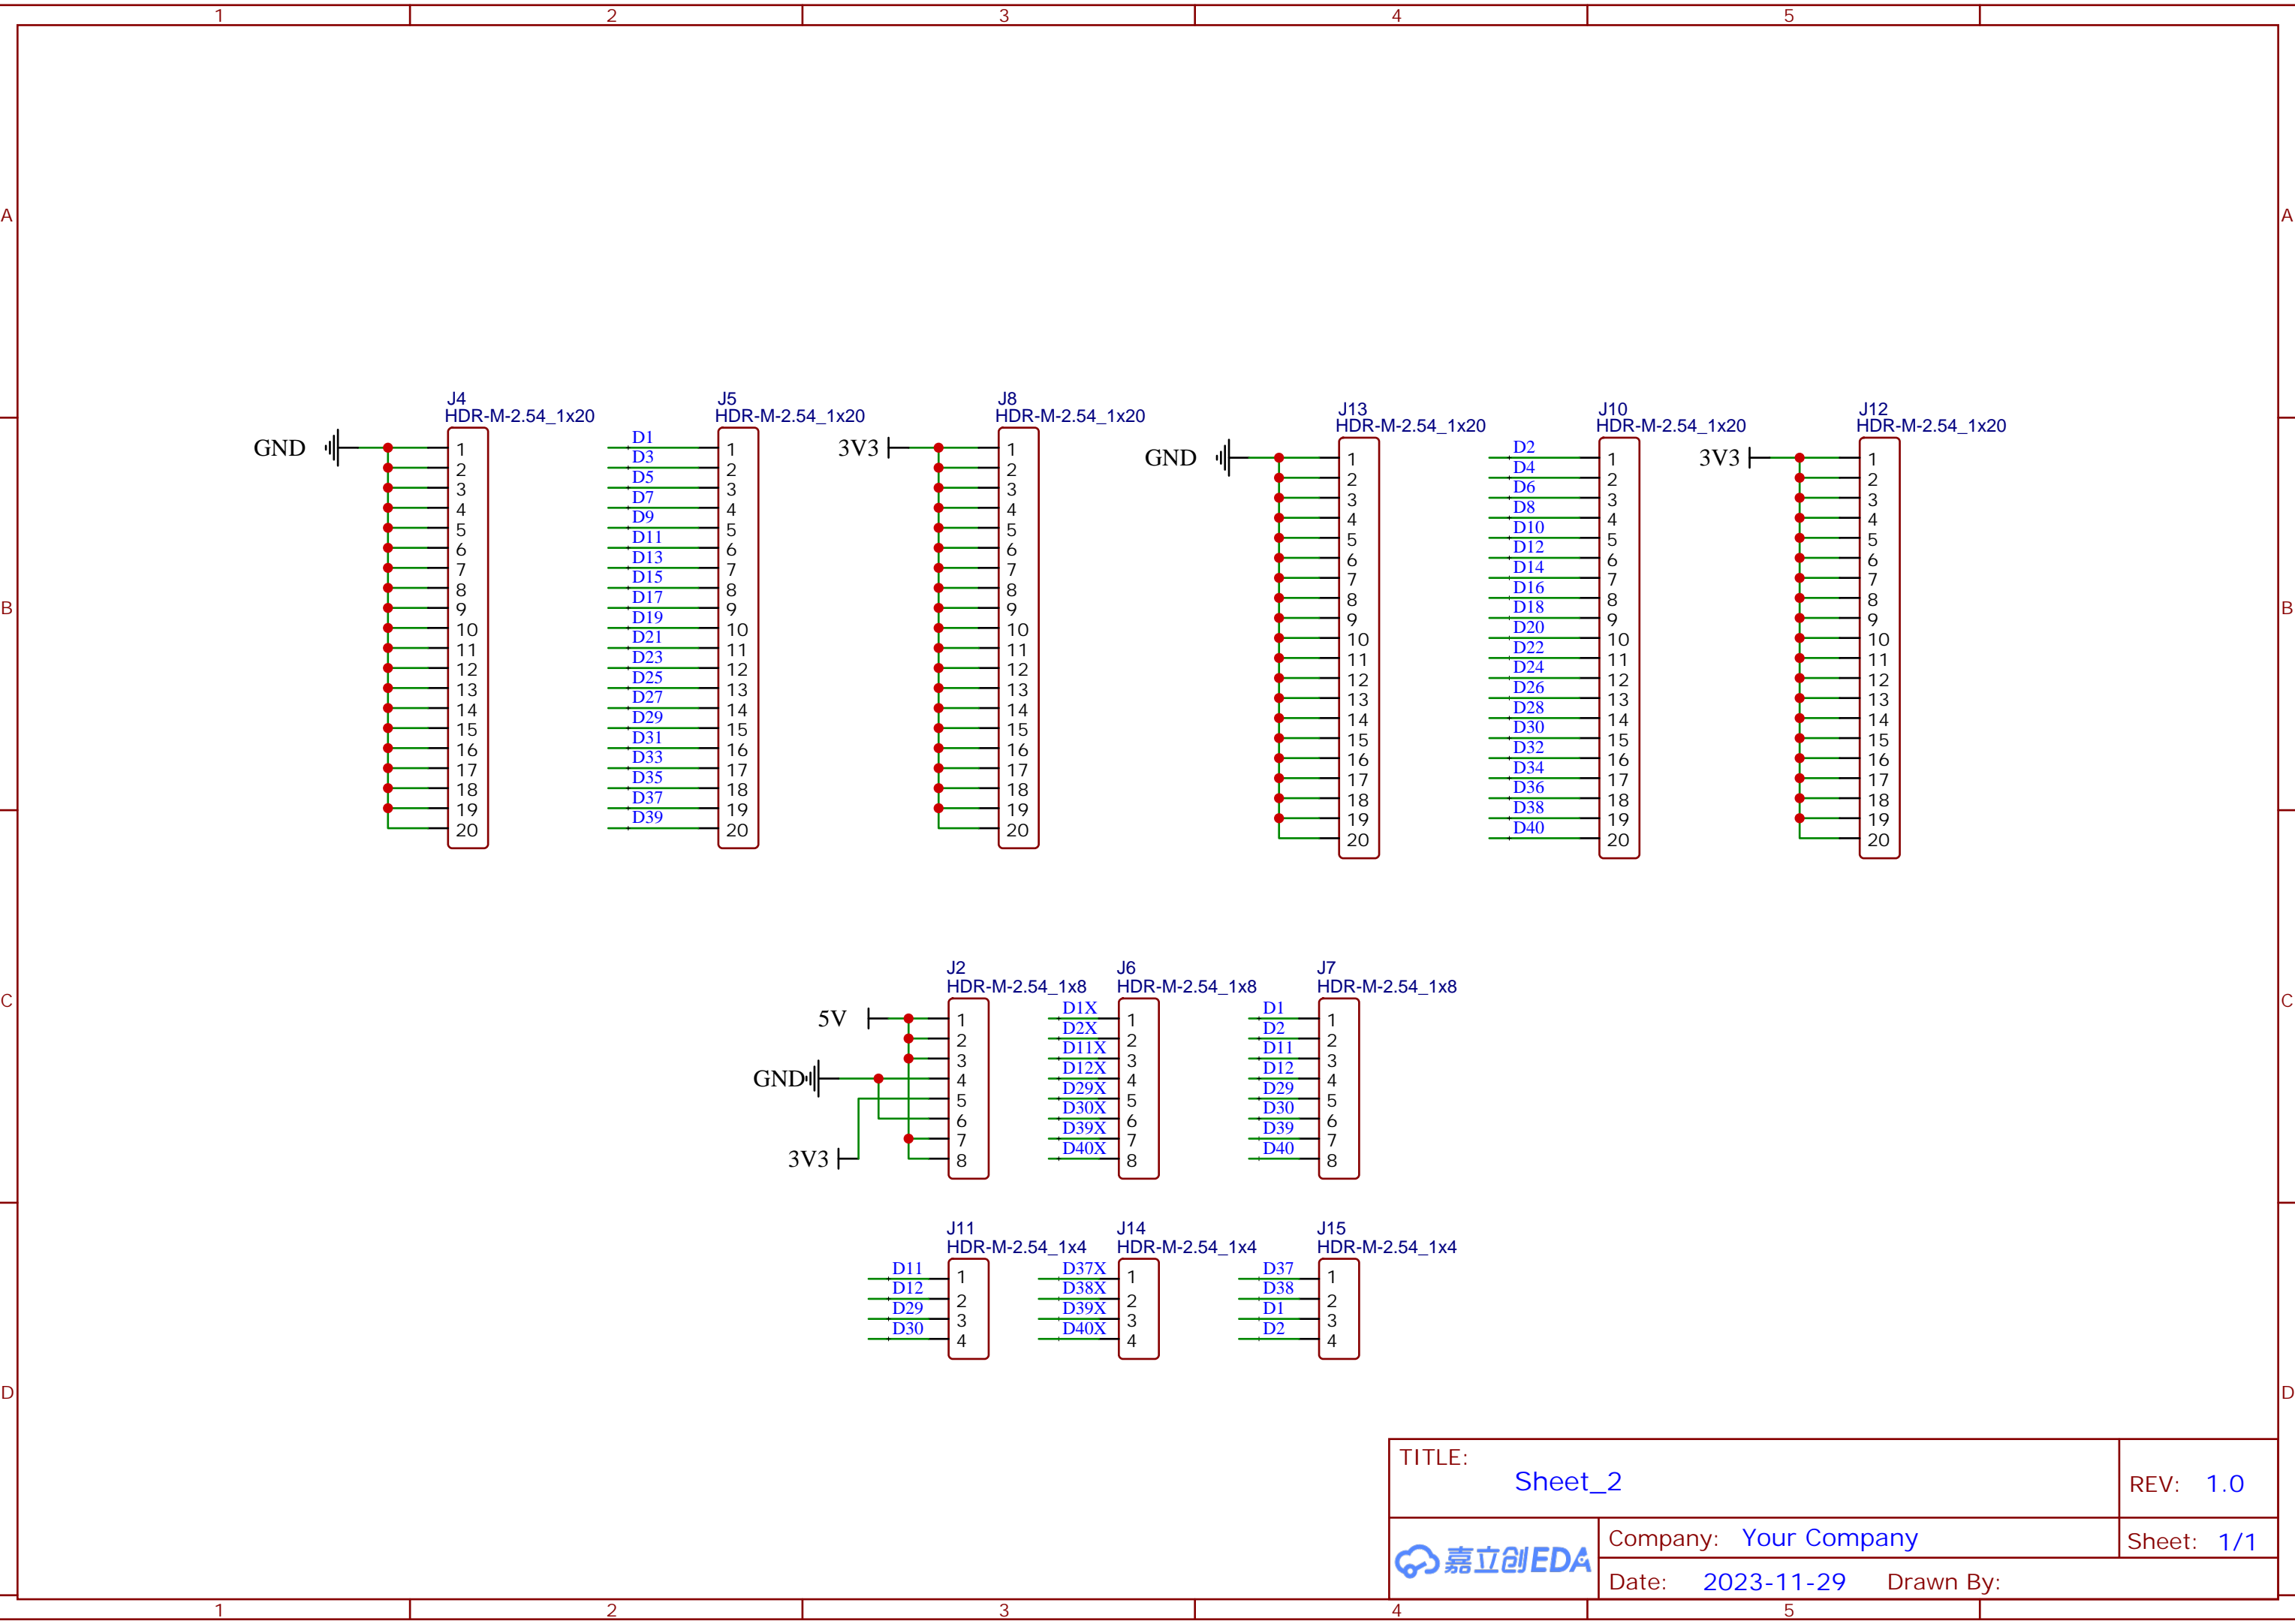 1 2 3 4 5
A A
J4 J5 J8
HDR-M-2.54_1x20 HDR-M-2.54_1x20 HDR-M-2.54_1x20
J13 J10 J12
HDR-M-2.54_1x20 HDR-M-2.54_1x20 HDR-M-2.54_1x20
GND 1 D1 1 3V3 1
2 D3 2 2
3 D5 3 3
4 D7 4 4
5 D9 5 5
6 D11 6 6
7 D13 7 7
8 D15 8 8
9 D17 9 9
10 D19 10 10
11 D21 11 11
12 D23 12 12
13 D25 13 13
14 D27 14 14
15 D29 15 15
16 D31 16 16
17 D33 17 17
18 D35 18 18
19 D37 19 19
20 D39 20 20
GND 1 D2 1 3V3 1
2 D4 2 2
3 D6 3 3
4 D8 4 4
5 D10 5 5
6 D12 6 6
7 D14 7 7
8 D16 8 8
9 D18 9 9
10 D20 10 10
11 D22 11 11
12 D24 12 12
13 D26 13 13
14 D28 14 14
15 D30 15 15
16 D32 16 16
17 D34 17 17
18 D36 18 18
19 D38 19 19
20 D40 20 20
B B
J2 J6 J7
HDR-M-2.54_1x8 HDR-M-2.54_1x8 HDR-M-2.54_1x8
5V 1 D1X 1 D1 1
2 D2X 2 D2 2
3 D11X 3 D11 3
GND 4 D12X 4 D12 4
5 D29X 5 D29 5
6 D30X 6 D30 6
7 D39X 7 D39 7
3V3 8 D40X 8 D40 8
C C
J11 J14 J15
HDR-M-2.54_1x4 HDR-M-2.54_1x4 HDR-M-2.54_1x4
D11 1 D37X 1 D37 1
D12 2 D38X 2 D38 2
D29 3 D39X 3 D1 3
D30 4 D40X 4 D2 4
D D
TITLE:
Sheet_2
REV: 1.0
嘉立创EDA
Company: Your Company
Sheet: 1/1
Date: 2023-11-29 Drawn By:
1 2 3 4 5